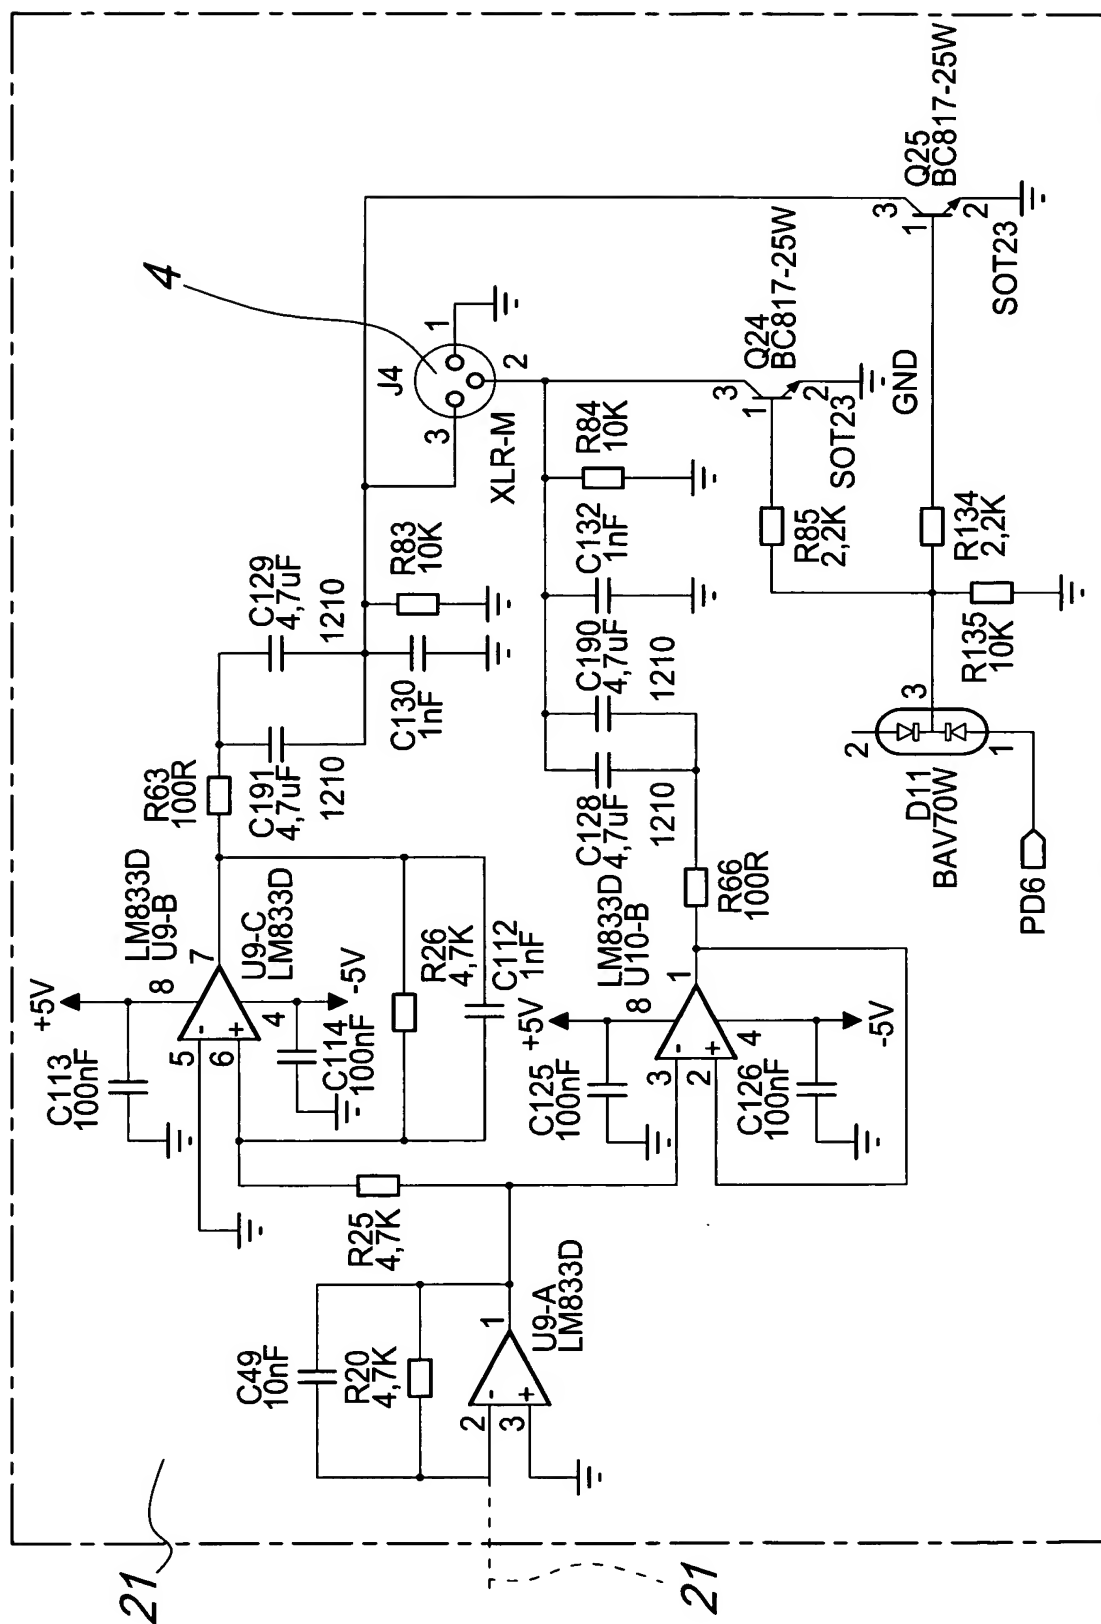 21
21
C49
10nF
R20
4,7K
2
3
-
+
1
U9-A
LM833D
R25
4,7K
C113
100nF
+5V
8
LM833D
U9-B
5
6
-
+
7
4
U9-C
LM833D
-5V
C114
100nF
R26
4,7K
C112
1nF
R63
100R
C191
4,7uF
1210
C129
4,7uF
1210
C130
1nF
R83
10K
J4
4
3
1
2
XLR-M
C125
100nF
+5V
8
LM833D
U10-B
3
2
-
+
1
4
C126
100nF
-5V
R66
100R
C128
4,7uF
1210
C190
4,7uF
1210
C132
1nF
R84
10K
R85
2,2K
1
3
2
Q24
BC817-25W
SOT23
PD6
D11
BAV70W
2
1
3
R135
10K
R134
2,2K
GND
1
3
2
Q25
BC817-25W
SOT23